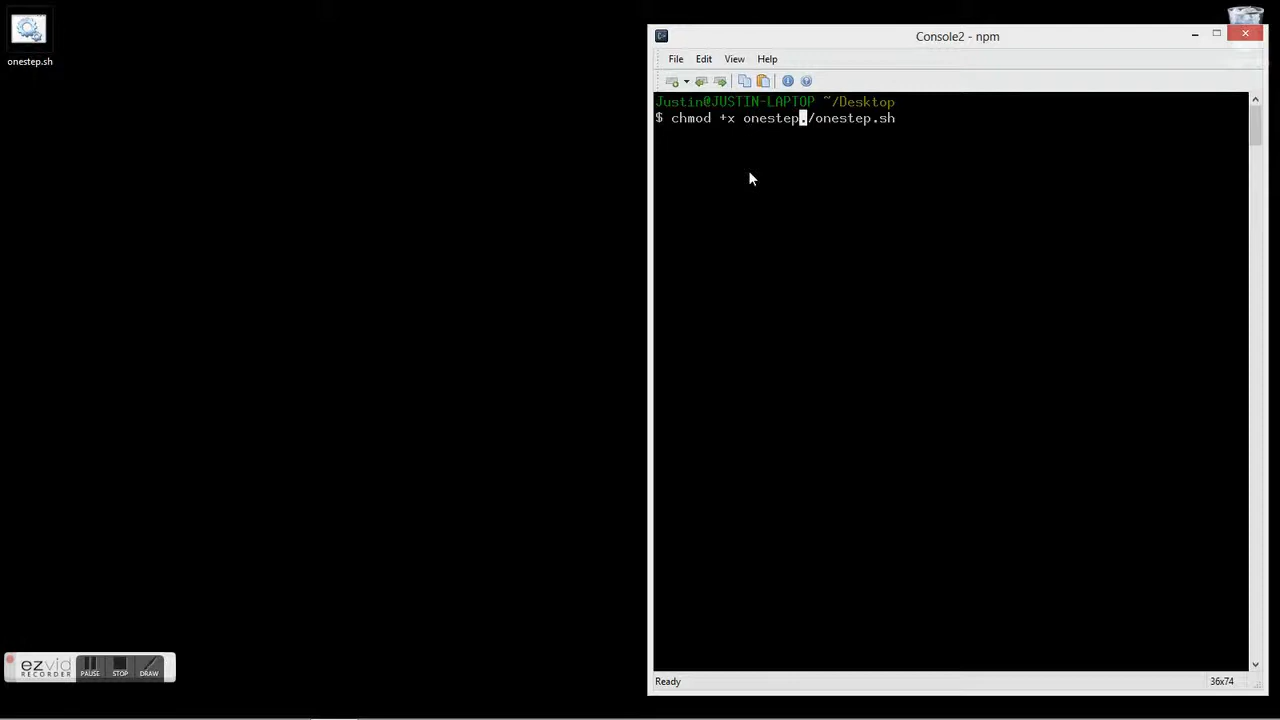 onestep.sh
Console2 - npm
File Edit View Help
Justin@JUSTIN-LAPTOP ~/Desktop
$ chmod +x onestep./onestep.sh
ezvid
RECORDER
PAUSE STOP DRAW
Ready 36x74